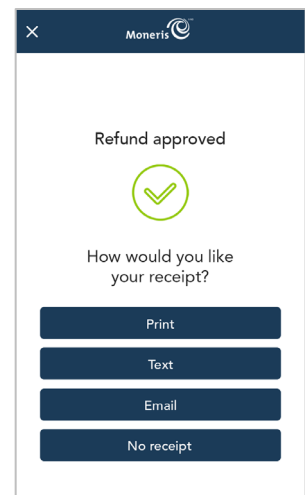 Moneris
Refund approved
How would you like
your receipt?
Print
Text
Email
No receipt